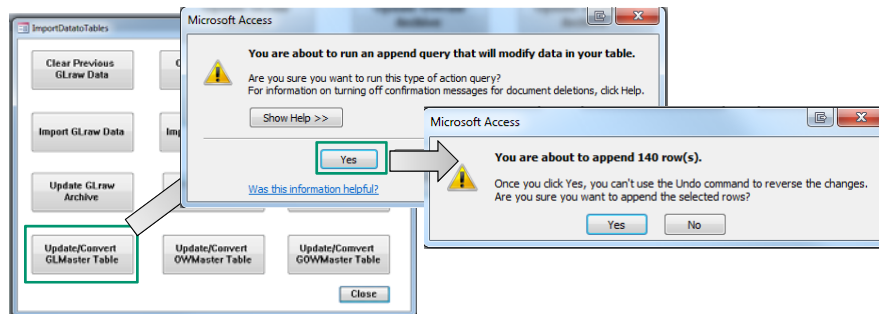 ImportDatatoTables
Clear Previous
GLraw Data
Import GLraw Data
Update GLraw
Archive
Update/Convert
GLMaster Table
Update/Convert
OWMaster Table
Update/Convert
GOWMaster Table
Close
Microsoft Access
You are about to run an append query that will modify data in your table.
Are you sure you want to run this type of action query?
For information on turning off confirmation messages for document deletions, click Help.
Show Help >>
Yes
Was this information helpful?
Microsoft Access
You are about to append 140 row(s).
Once you click Yes, you can't use the Undo command to reverse the changes.
Are you sure you want to append the selected rows?
Yes
No